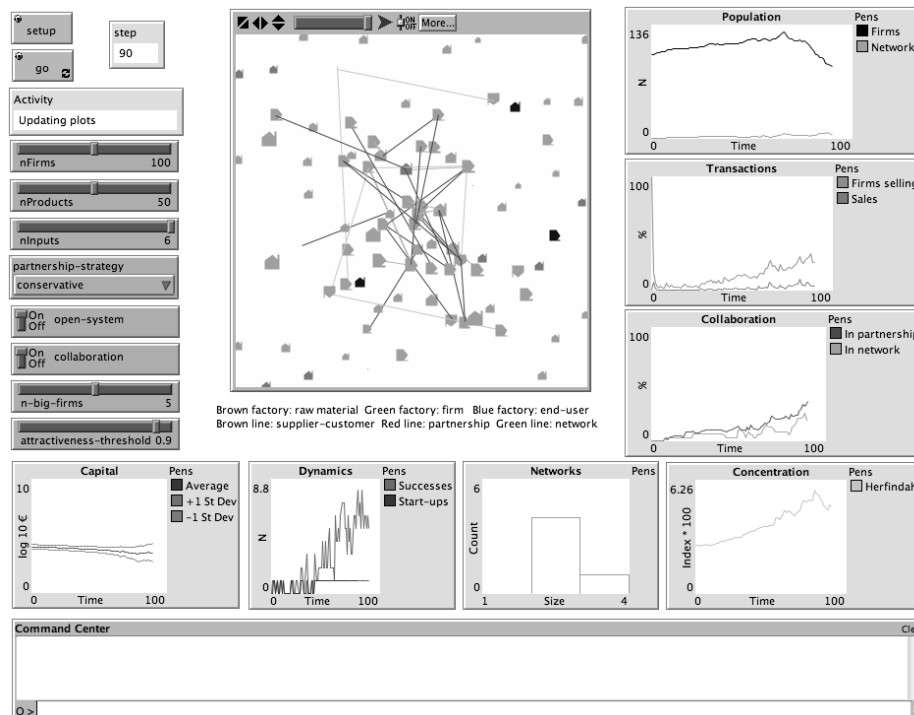 setup
step
90
go
Activity
Updating plots
nFirms 100
nProducts 50
nInputs 6
partnership-strategy
conservative
On
Off open-system
On
Off collaboration
n-big-firms 5
attractiveness-threshold 0.9
ON
OFF
More...
Brown factory: raw material Green factory: firm Blue factory: end-user
Brown line: supplier-customer Red line: partnership Green line: network
Population
Pens
136
Firms
Network
N
0
0 Time 100
Transactions
Pens
100
Firms selling
Sales
%
0
0 Time 100
Collaboration
Pens
100
In partnership
In network
%
0
0 Time 100
Capital
Pens
10
Average
+1 St Dev
-1 St Dev
log 10 €
0
0 Time 100
Dynamics
Pens
8.8
Successes
Start-ups
N
0
0 Time 100
Networks
Pens
6
Count
0
1 Size 4
Concentration
Pens
6.26
Herfindah
Index * 100
0
0 Time 100
Command Center
Cle
O>